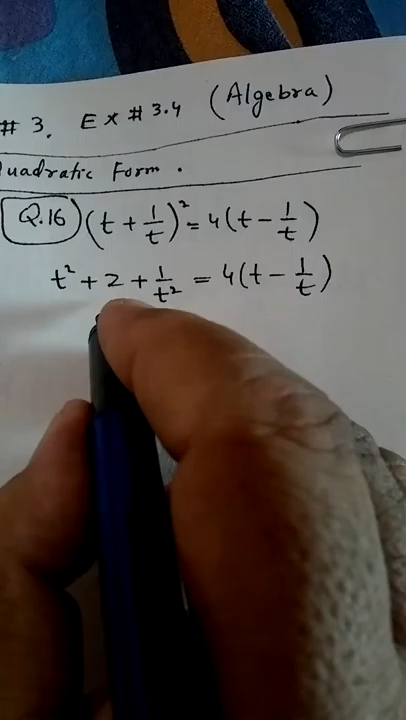 # 3. Ex # 3.4 (Algebra)
uadratic Form.
Q.16 (t + 1/t)² = 4(t - 1/t)
t² + 2 + 1/t² = 4(t - 1/t)